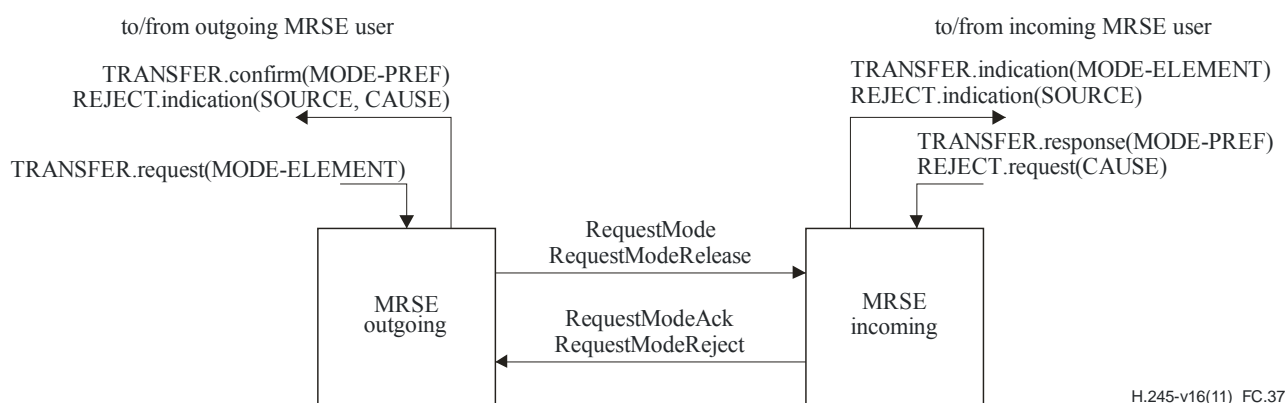 to/from outgoing MRSE user
to/from incoming MRSE user
TRANSFER.confirm(MODE-PREF)
REJECT.indication(SOURCE, CAUSE)
TRANSFER.indication(MODE-ELEMENT)
REJECT.indication(SOURCE)
TRANSFER.request(MODE-ELEMENT)
TRANSFER.response(MODE-PREF)
REJECT.request(CAUSE)
RequestMode
RequestModeRelease
MRSE
outgoing
RequestModeAck
RequestModeReject
MRSE
incoming
H.245-v16(11)_FC.37